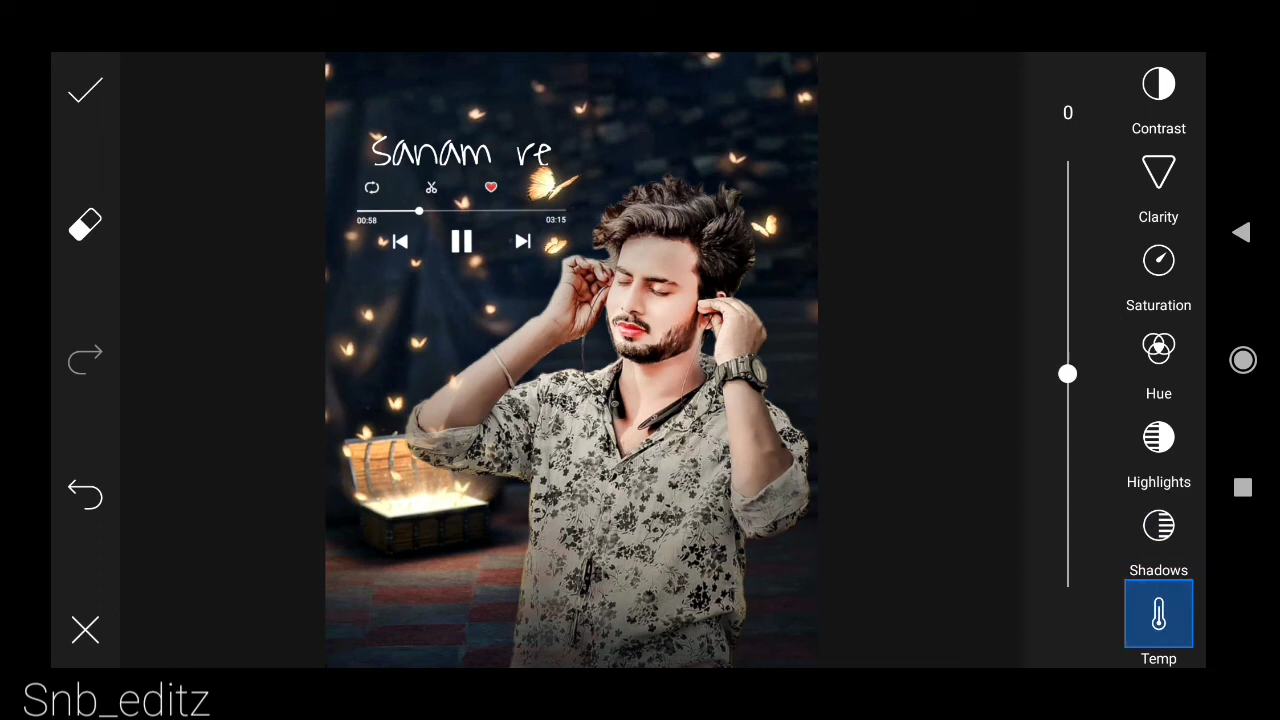 0
Contrast
Clarity
Saturation
Hue
Highlights
Shadows
Temp
Sanam re
00:58
03:15
Snb_editz